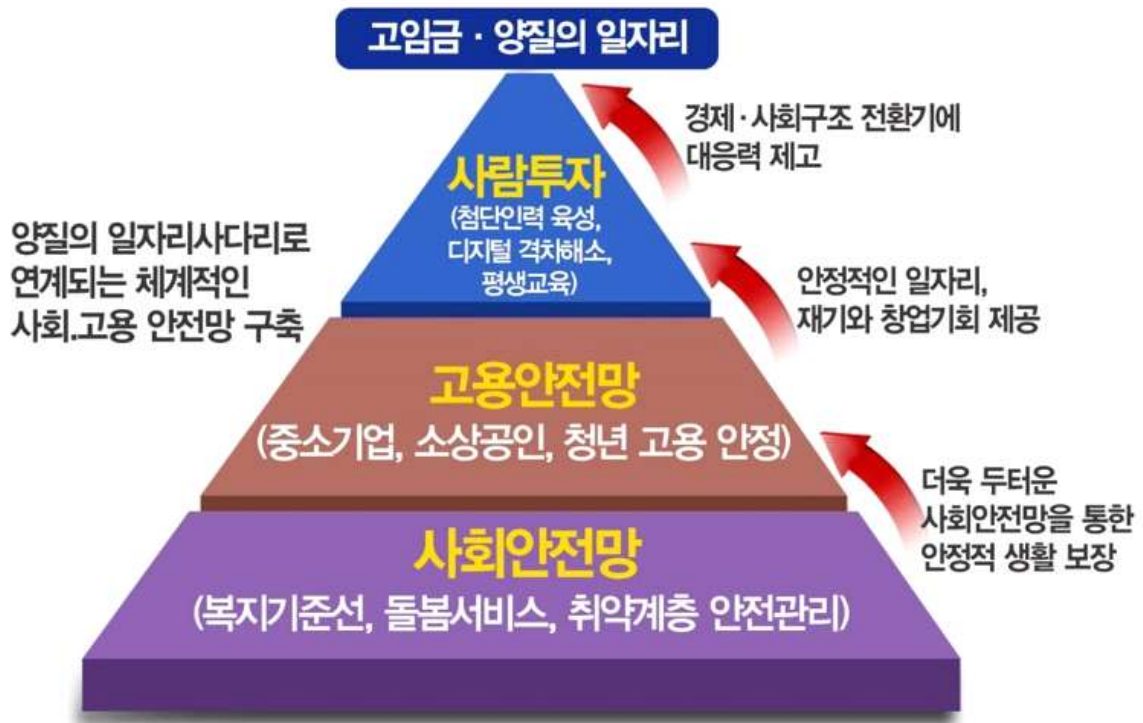 고임금 · 양질의 일자리
경제·사회구조 전환기에
대응력 제고
사람투자
(첨단인력 육성,
디지털 격차해소,
평생교육)
양질의 일자리사다리로
연계되는 체계적인
사회.고용 안전망 구축
안정적인 일자리,
재기와 창업기회 제공
고용안전망
(중소기업, 소상공인, 청년 고용 안정)
더욱 두터운
사회안전망을 통한
안정적 생활 보장
사회안전망
(복지기준선, 돌봄서비스, 취약계층 안전관리)